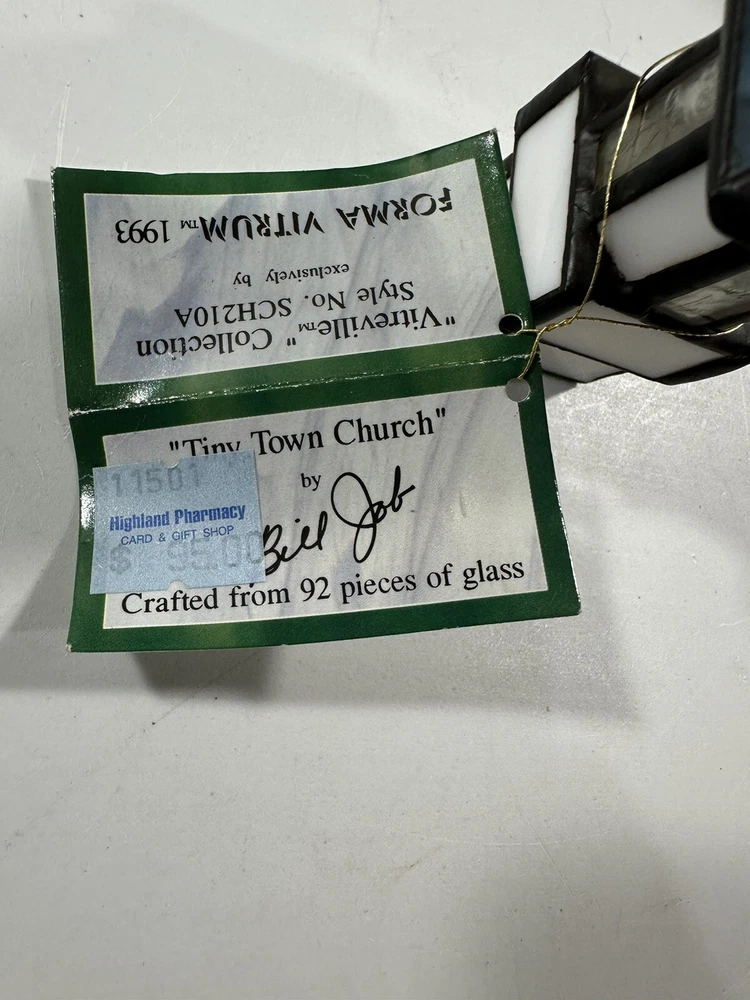 "Vitreville™" Collection
Style No. SCH210A
exclusively by
FORMA VITRUM™ 1993
"Tiny Town Church"
by
Bill Job
Crafted from 92 pieces of glass
11501
Highland Pharmacy
CARD & GIFT SHOP
$ 95.00